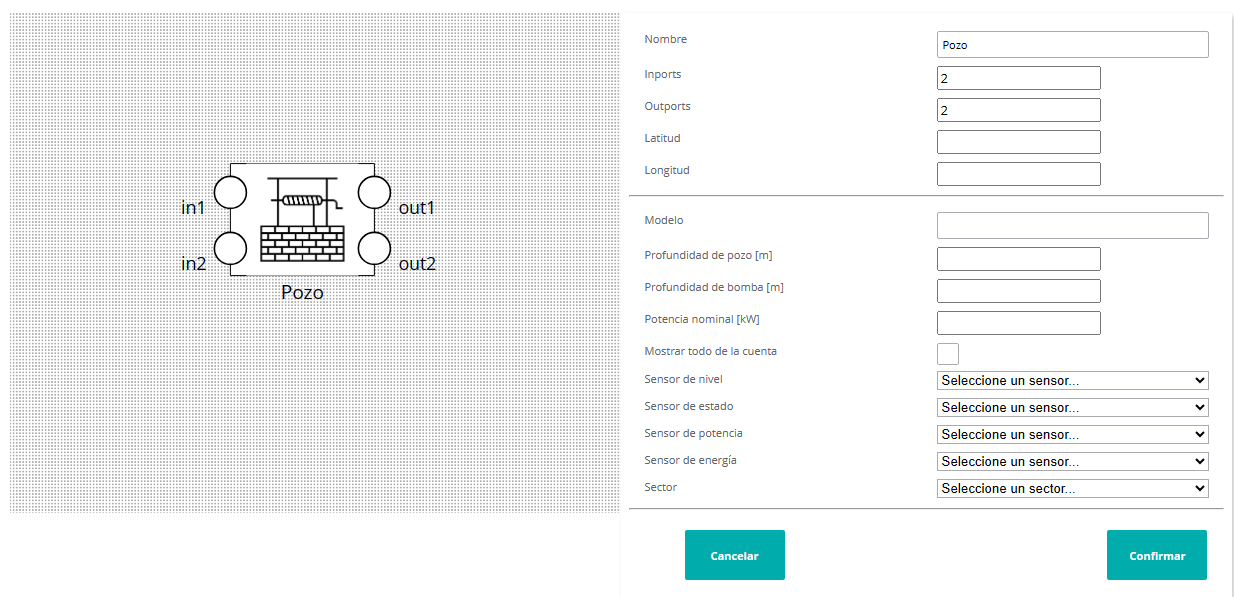 in1
out1
in2
out2
Pozo
Nombre
Pozo
Inports
2
Outports
2
Latitud
Longitud
Modelo
Profundidad de pozo [m]
Profundidad de bomba [m]
Potencia nominal [kW]
Mostrar todo de la cuenta
Sensor de nivel
Seleccione un sensor...
Sensor de estado
Seleccione un sensor...
Sensor de potencia
Seleccione un sensor...
Sensor de energía
Seleccione un sensor...
Sector
Seleccione un sector...
Cancelar
Confirmar